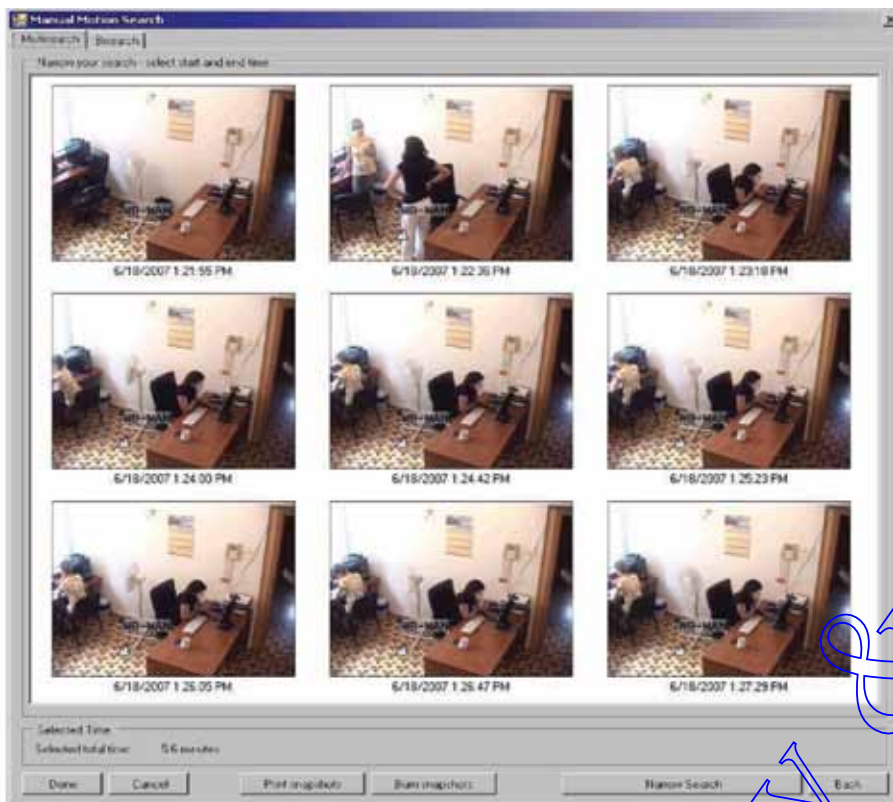 Manual Motion Search
Multisearch Bisearch
Narrow your search - select start and end time
6/18/2007 1:21:55 PM 6/18/2007 1:22:36 PM 6/18/2007 1:23:18 PM
6/18/2007 1:24:00 PM 6/18/2007 1:24:42 PM 6/18/2007 1:25:23 PM
6/18/2007 1:26:05 PM 6/18/2007 1:26:47 PM 6/18/2007 1:27:29 PM
Selected Time
Selected total time: 5.6 minutes
Done Cancel Print snapshots Burn snapshots Narrow Search Back